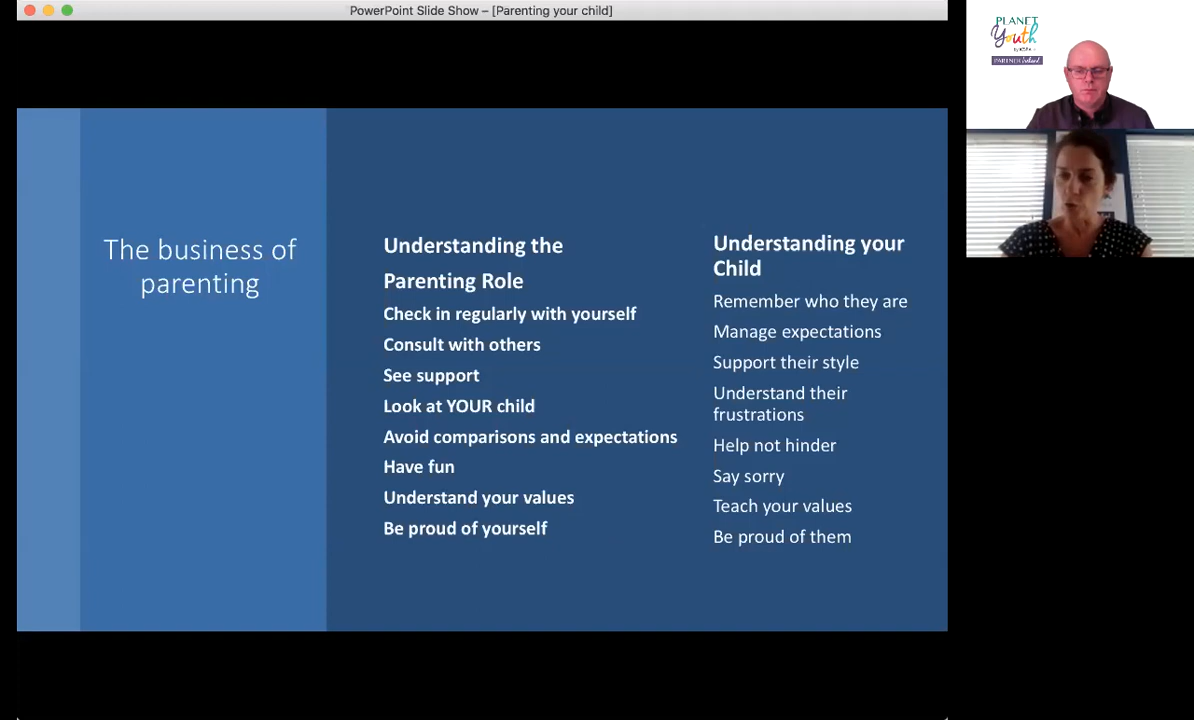 PowerPoint Slide Show – [Parenting your child]
PLANET
Youth
PARTNER Ireland
The business of
parenting
Understanding the
Parenting Role
Check in regularly with yourself
Consult with others
See support
Look at YOUR child
Avoid comparisons and expectations
Have fun
Understand your values
Be proud of yourself
Understanding your
Child
Remember who they are
Manage expectations
Support their style
Understand their
frustrations
Help not hinder
Say sorry
Teach your values
Be proud of them